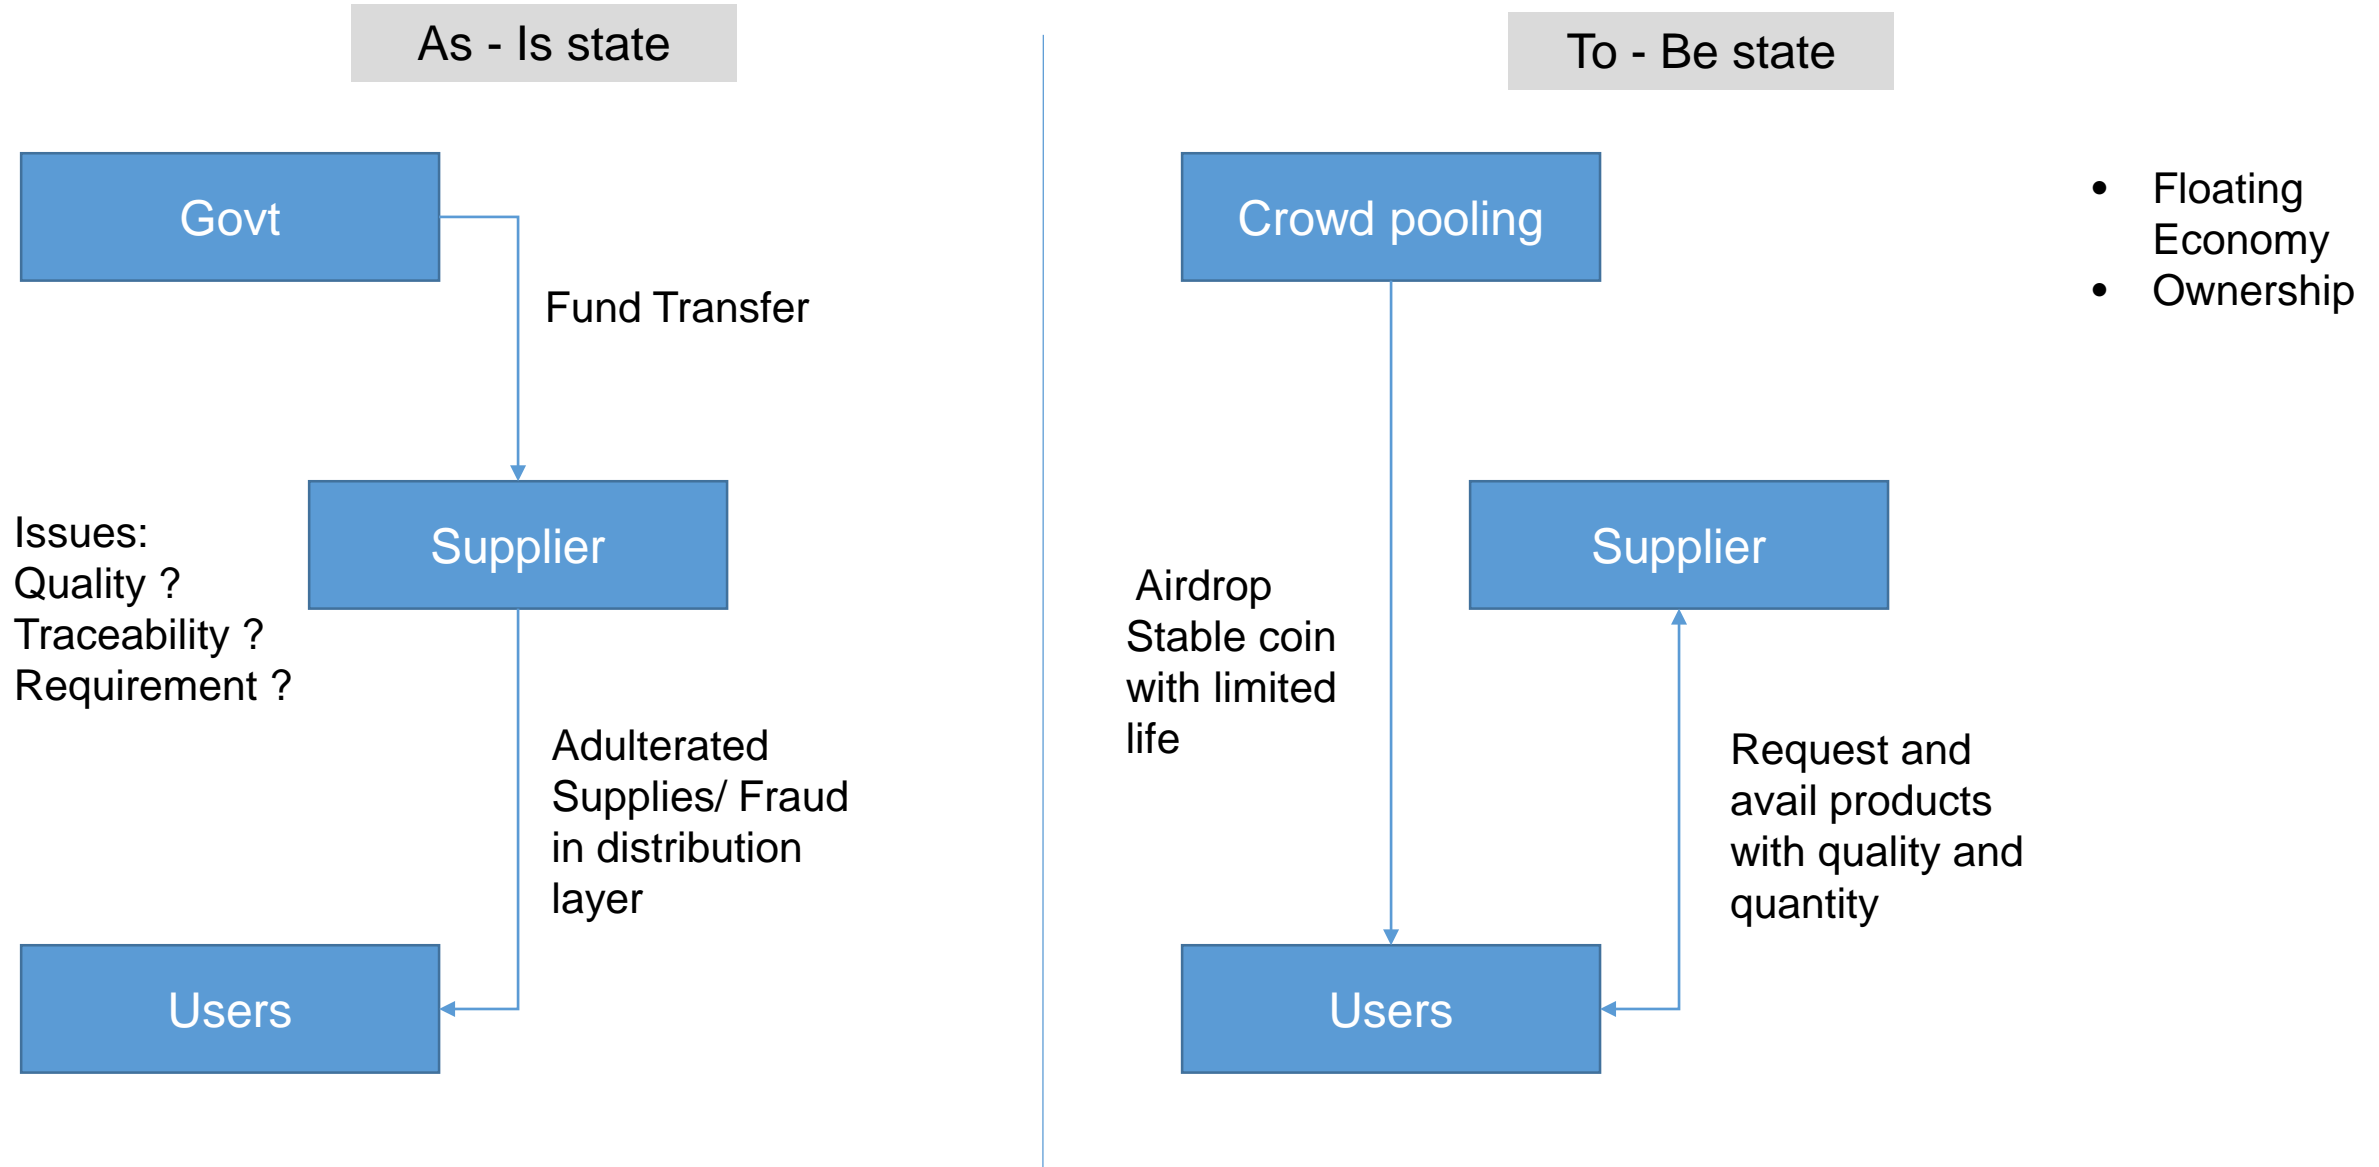 As - Is state
Govt
Fund Transfer
Supplier
Issues:
Quality ?
Traceability ?
Requirement ?
Adulterated
Supplies/ Fraud
in distribution
layer
Users
To - Be state
Crowd pooling
• Floating
Economy
• Ownership
Supplier
Airdrop
Stable coin
with limited
life
Request and
avail products
with quality and
quantity
Users